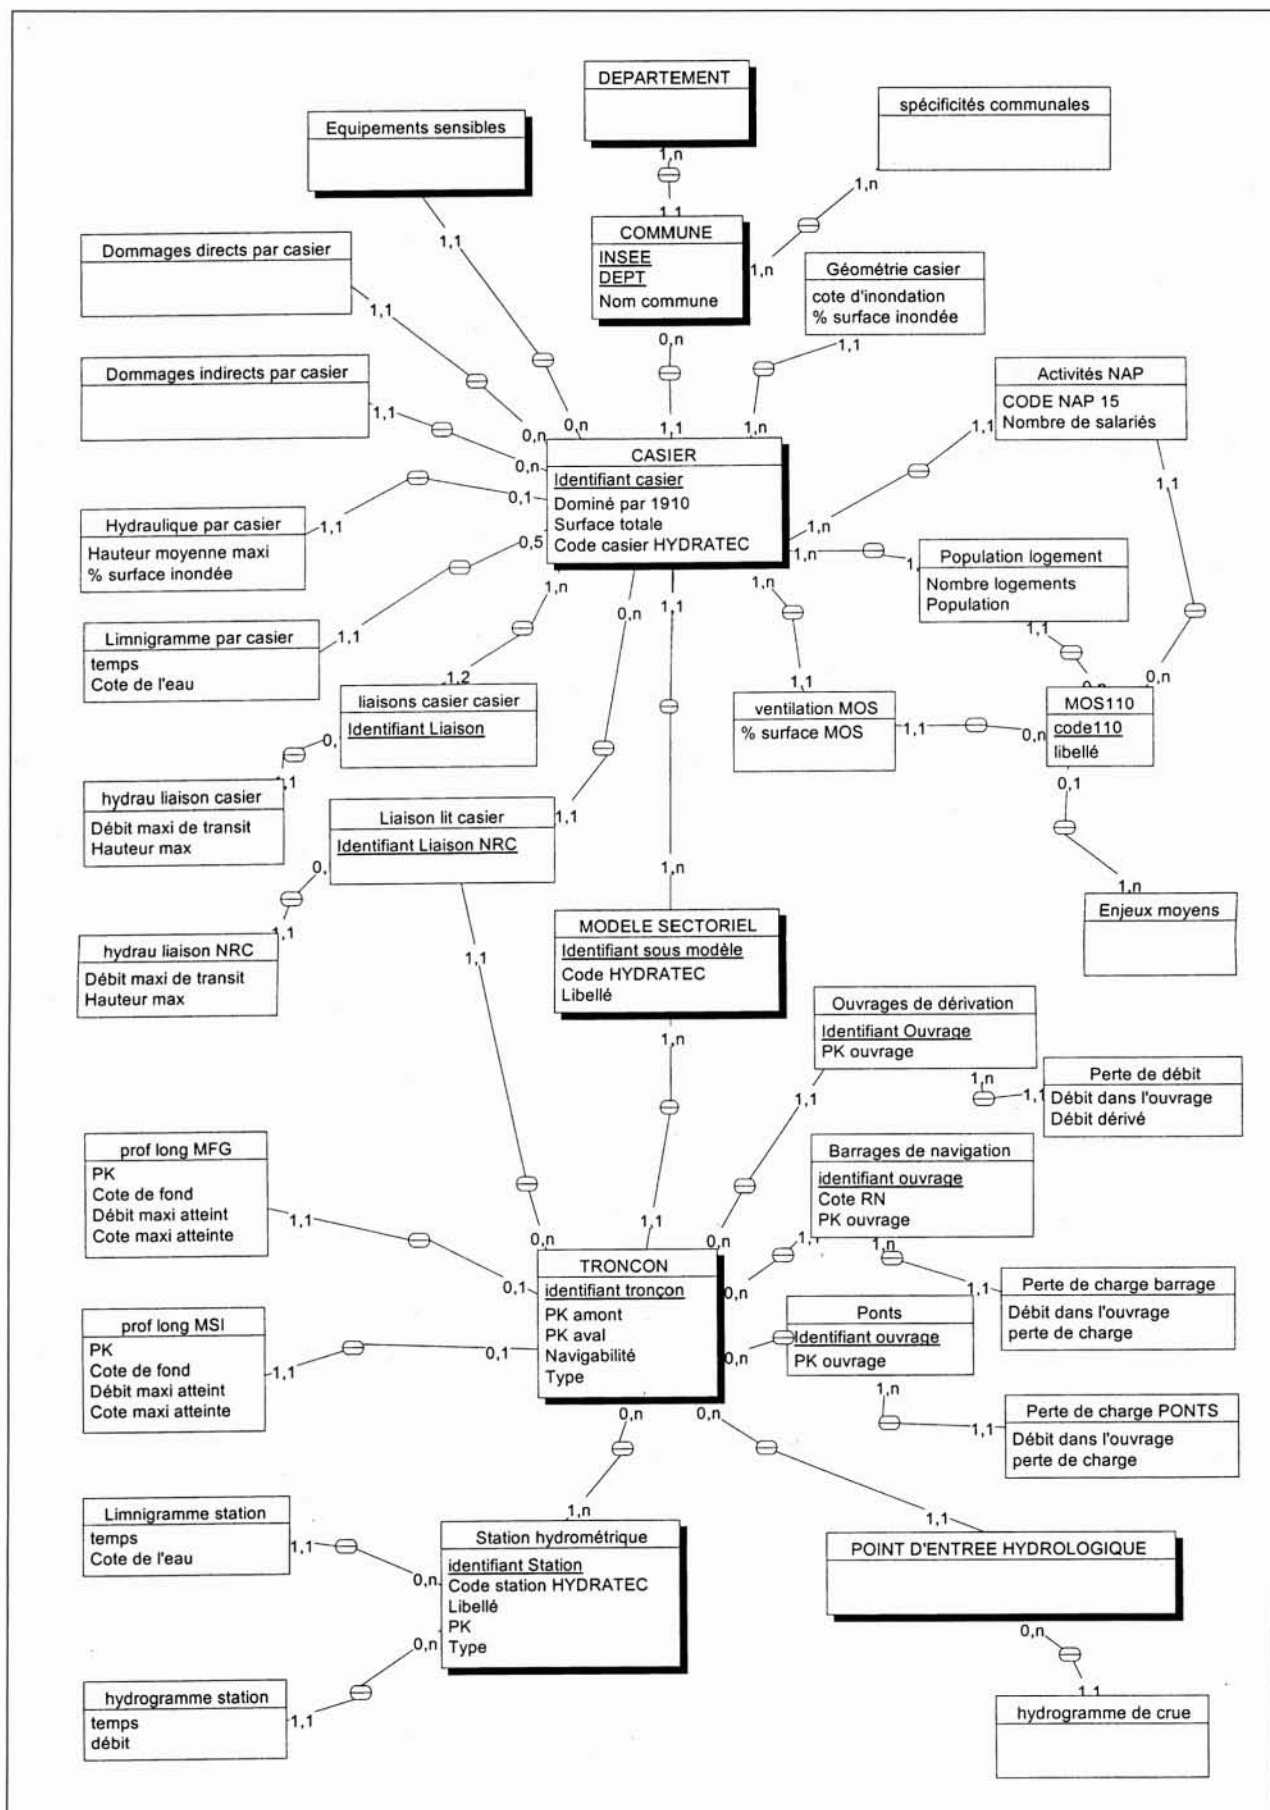 DEPARTEMENT
1,n
spécificités communales
1,n
Equipements sensibles
1,1
1,1
COMMUNE
INSEE
DEPT
Nom commune
1,n
0,n
Géométrie casier
cote d'inondation
% surface inondée
1,1
Dommages directs par casier
1,1
Dommages indirects par casier
1,1
Activités NAP
CODE NAP 15
Nombre de salariés
1,1
1,1
0,n
0,n
0,n
1,1
1,n
CASIER
Identifiant casier
Dominé par 1910
Surface totale
Code casier HYDRATEC
0,1
0,5
1,n
1,n
1,n
0,n
1,1
1,n
Hydraulique par casier
Hauteur moyenne maxi
% surface inondée
1,1
Population logement
Nombre logements
Population
1,1
Limnigramme par casier
temps
Cote de l'eau
1,1
1,2
liaisons casier casier
Identifiant Liaison
0,
1,1
ventilation MOS
% surface MOS
1,1
0,n
0,n
0,n
MOS110
code110
libellé
0,1
hydrau liaison casier
Débit maxi de transit
Hauteur max
Liaison lit casier
Identifiant Liaison NRC
1,1
0,
1,1
1,1
hydrau liaison NRC
Débit maxi de transit
Hauteur max
1,n
MODELE SECTORIEL
Identifiant sous modèle
Code HYDRATEC
Libellé
1,n
1,n
Enjeux moyens
Ouvrages de dérivation
Identifiant Ouvrage
PK ouvrage
1,n
1,1
1,1
Perte de débit
Débit dans l'ouvrage
Débit dérivé
prof long MFG
PK
Cote de fond
Débit maxi atteint
Cote maxi atteinte
1,1
Barrages de navigation
identifiant ouvrage
Cote RN
PK ouvrage
1,n
1,1
Perte de charge barrage
Débit dans l'ouvrage
perte de charge
0,n
1,1
0,n
TRONCON
identifiant tronçon
PK amont
PK aval
Navigabilité
Type
0,1
0,1
0,n
0,n
0,n
0,n
Ponts
Identifiant ouvrage
PK ouvrage
1,n
1,1
Perte de charge PONTS
Débit dans l'ouvrage
perte de charge
prof long MSI
PK
Cote de fond
Débit maxi atteint
Cote maxi atteinte
1,1
Limnigramme station
temps
Cote de l'eau
1,1
1,n
Station hydrométrique
identifiant Station
Code station HYDRATEC
Libellé
PK
Type
0,n
0,n
1,1
POINT D'ENTREE HYDROLOGIQUE
0,n
hydrogramme station
temps
débit
1,1
1,1
hydrogramme de crue